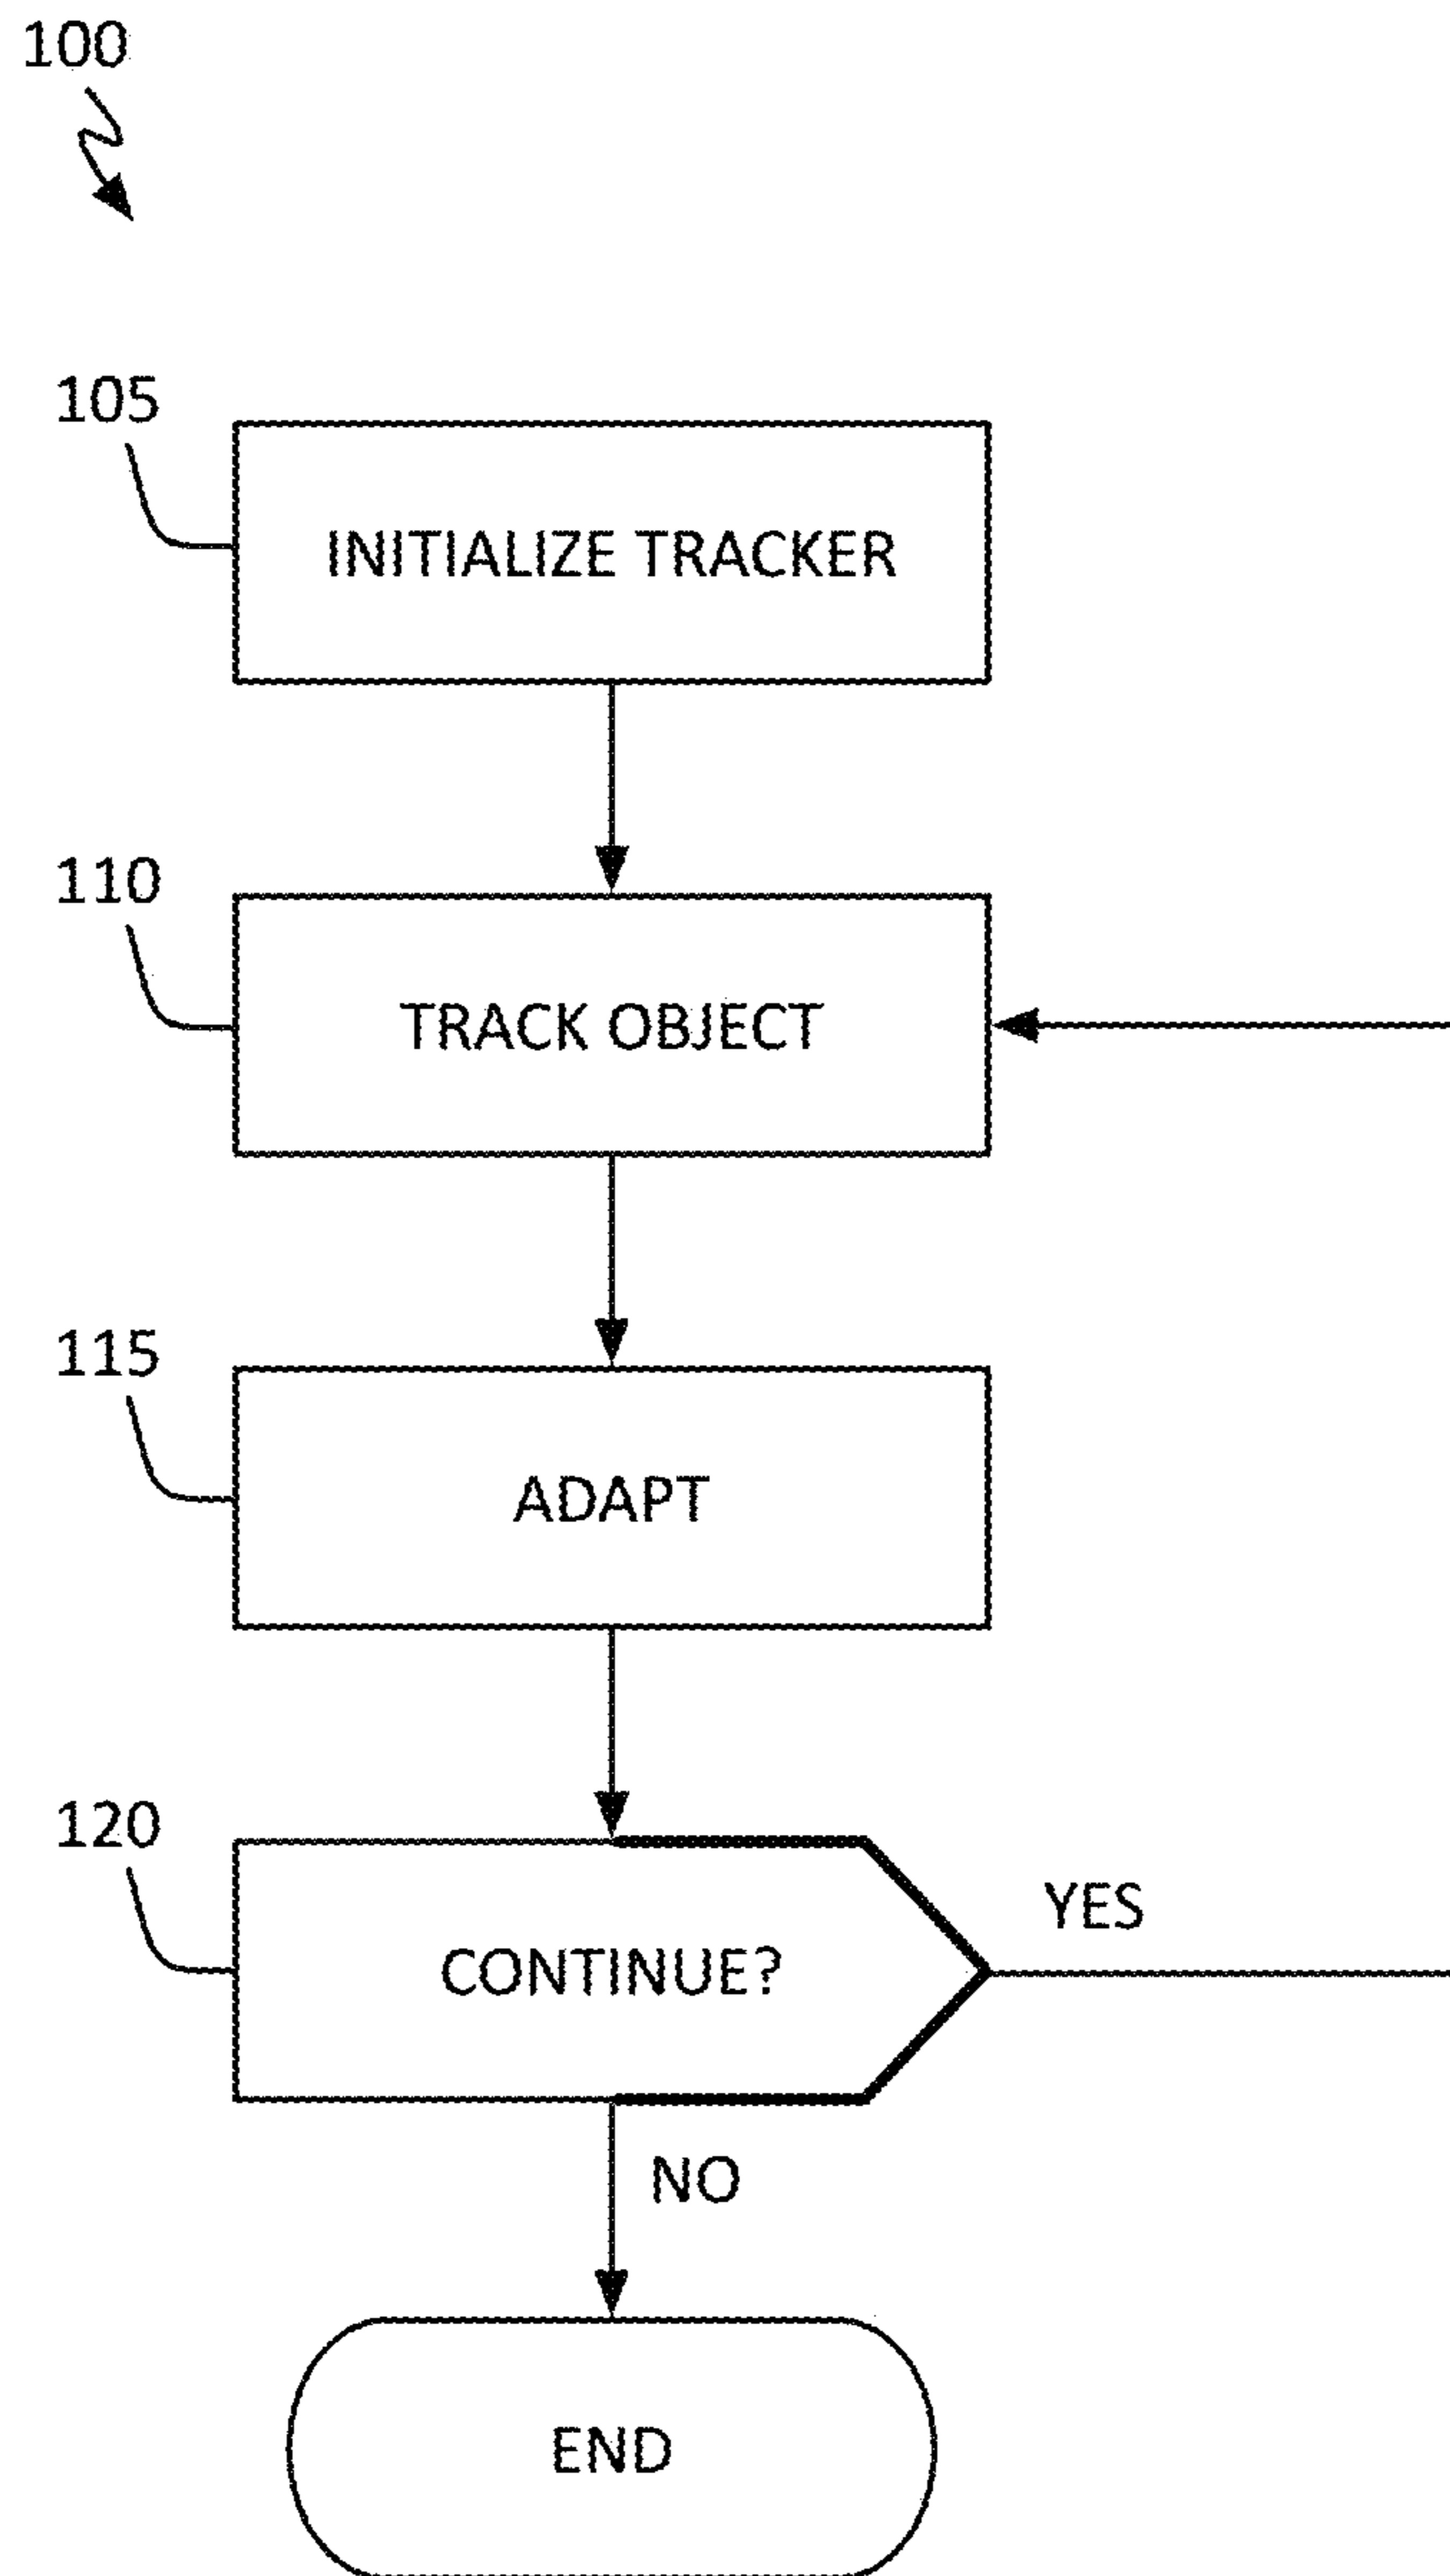 100
105
INITIALIZE TRACKER
110
TRACK OBJECT
115
ADAPT
120
CONTINUE?
YES
NO
END